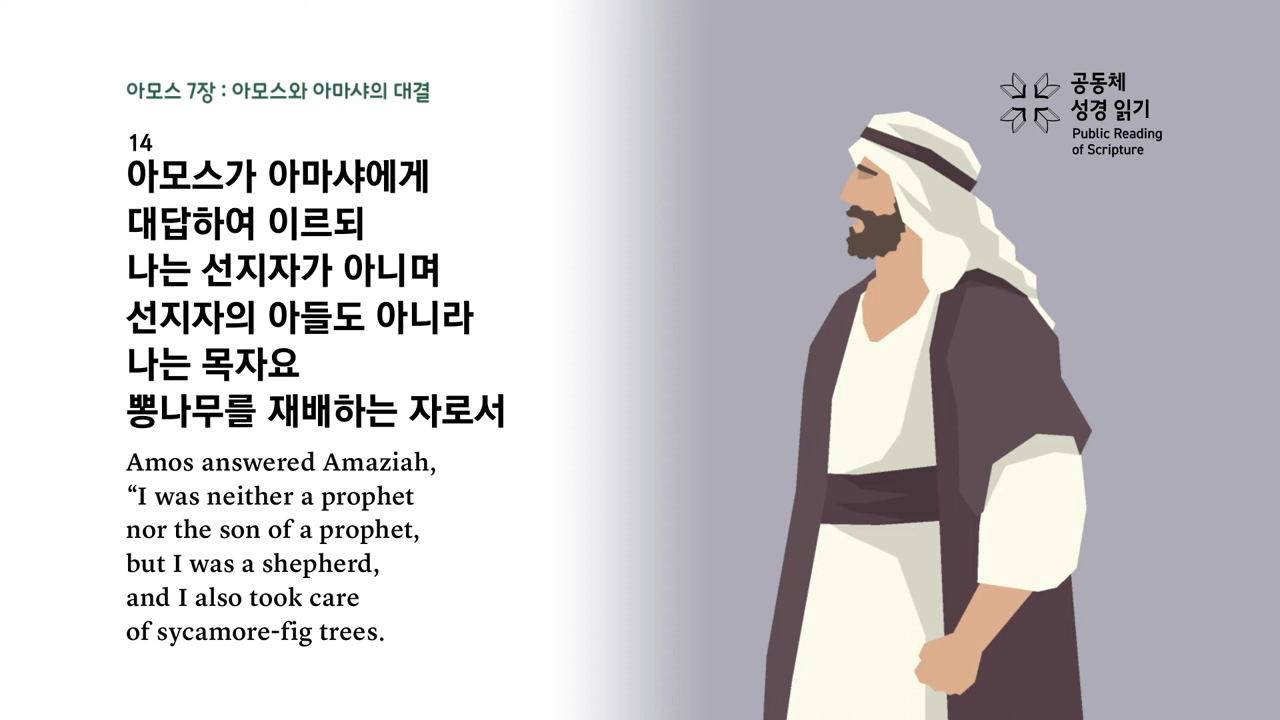 아모스 7장 : 아모스와 아마샤의 대결
14
아모스가 아마샤에게
대답하여 이르되
나는 선지자가 아니며
선지자의 아들도 아니라
나는 목자요
뽕나무를 재배하는 자로서
Amos answered Amaziah,
“I was neither a prophet
nor the son of a prophet,
but I was a shepherd,
and I also took care
of sycamore-fig trees.
공동체
성경 읽기
Public Reading
of Scripture